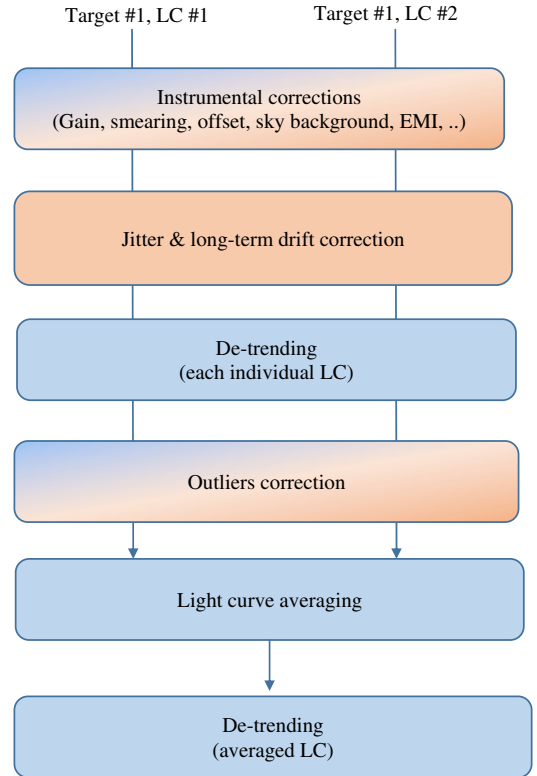 Target #1, LC #1
Target #1, LC #2
Instrumental corrections
(Gain, smearing, offset, sky background, EMI, ..)
Jitter & long-term drift correction
De-trending
(each individual LC)
Outliers correction
Light curve averaging
De-trending
(averaged LC)